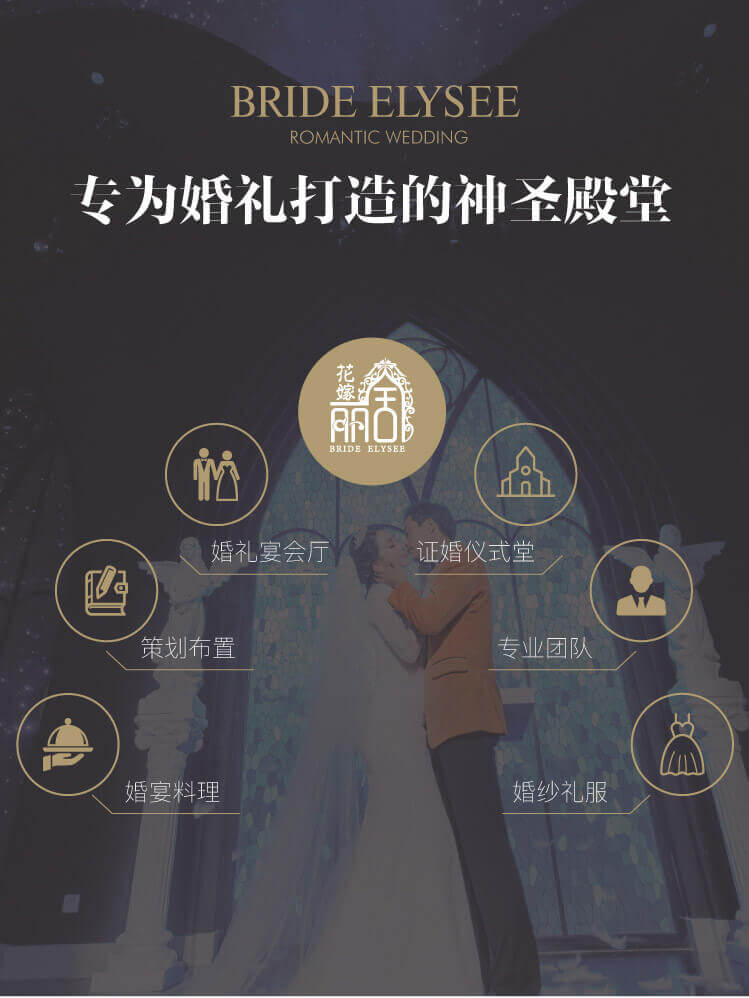 BRIDE ELYSEE
ROMANTIC WEDDING
专为婚礼打造的神圣殿堂
花嫁
丽舍
BRIDE ELYSEE
婚礼宴会厅
证婚仪式堂
策划布置
专业团队
婚宴料理
婚纱礼服